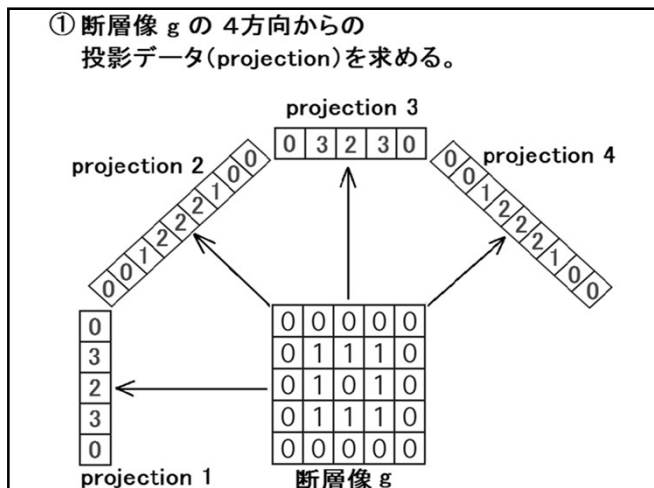 ① 断層像 g の 4方向からの
投影データ(projection)を求める。
projection 3
0 3 2 3 0
projection 2
0 0 1 2 2 2 1 0 0
projection 4
0 0 1 2 2 2 1 0 0
0 3 2 3 0
projection 1
0 0 0 0 0
0 1 1 1 0
0 1 0 1 0
0 1 1 1 0
0 0 0 0 0
断層像 g